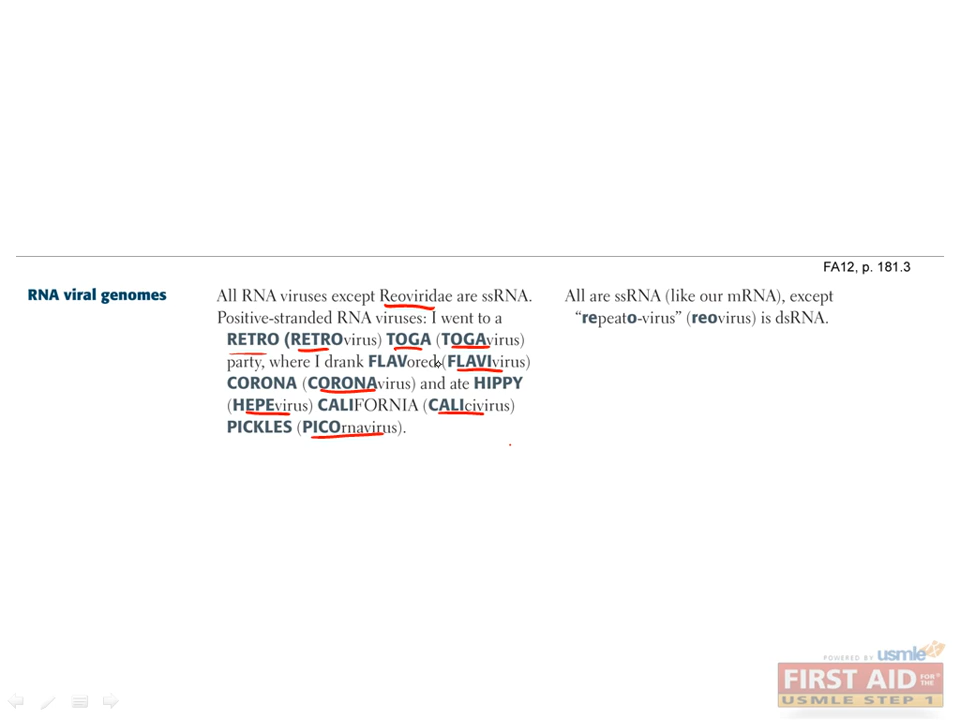 FA12, p. 181.3
RNA viral genomes
All RNA viruses except Reoviridae are ssRNA.
Positive-stranded RNA viruses: I went to a
RETRO (RETROvirus) TOGA (TOGAvirus)
party, where I drank FLAVored (FLAVIvirus)
CORONA (CORONAvirus) and ate HIPPY
(HEPEvirus) CALIFORNIA (CALIcivirus)
PICKLES (PICOrnavirus).
All are ssRNA (like our mRNA), except
“repeato-virus” (reovirus) is dsRNA.
POWERED BY usmle
FIRST AID FOR THE
USMLE STEP 1